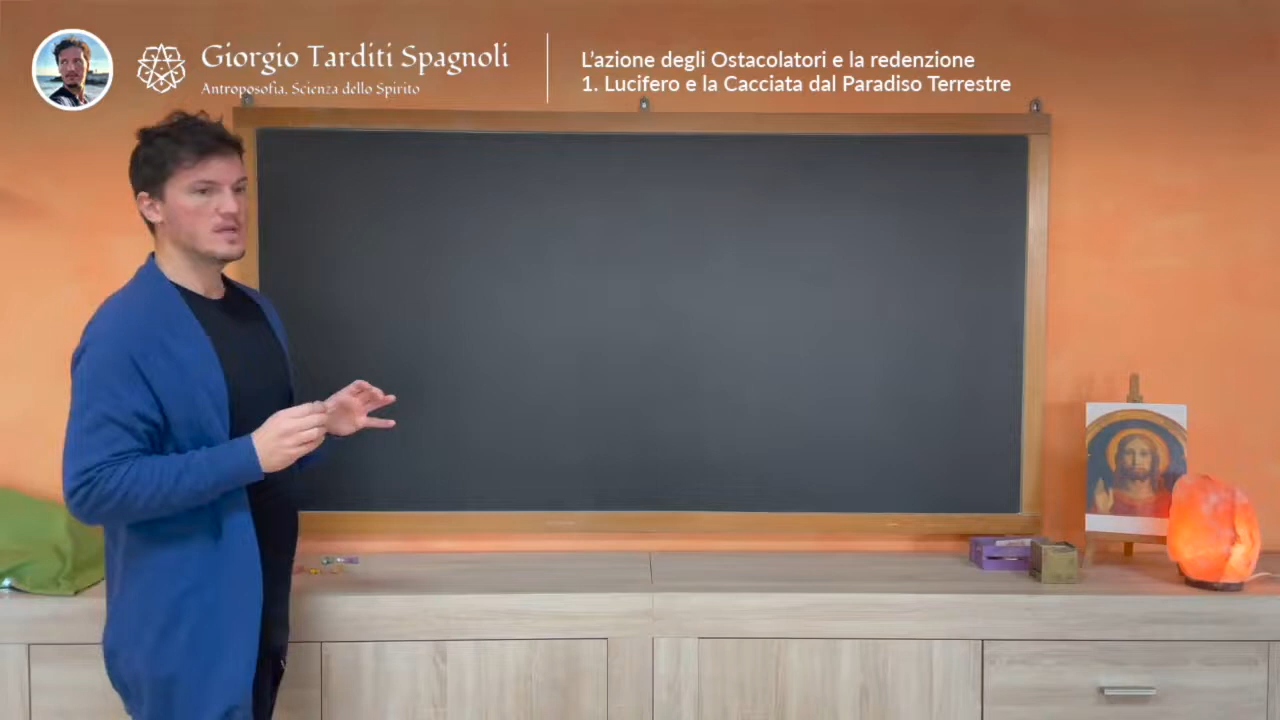 Giorgio Tarditi Spagnoli
Antroposofia, Scienza dello Spirito
L'azione degli Ostacolatori e la redenzione
1. Lucifero e la Cacciata dal Paradiso Terrestre